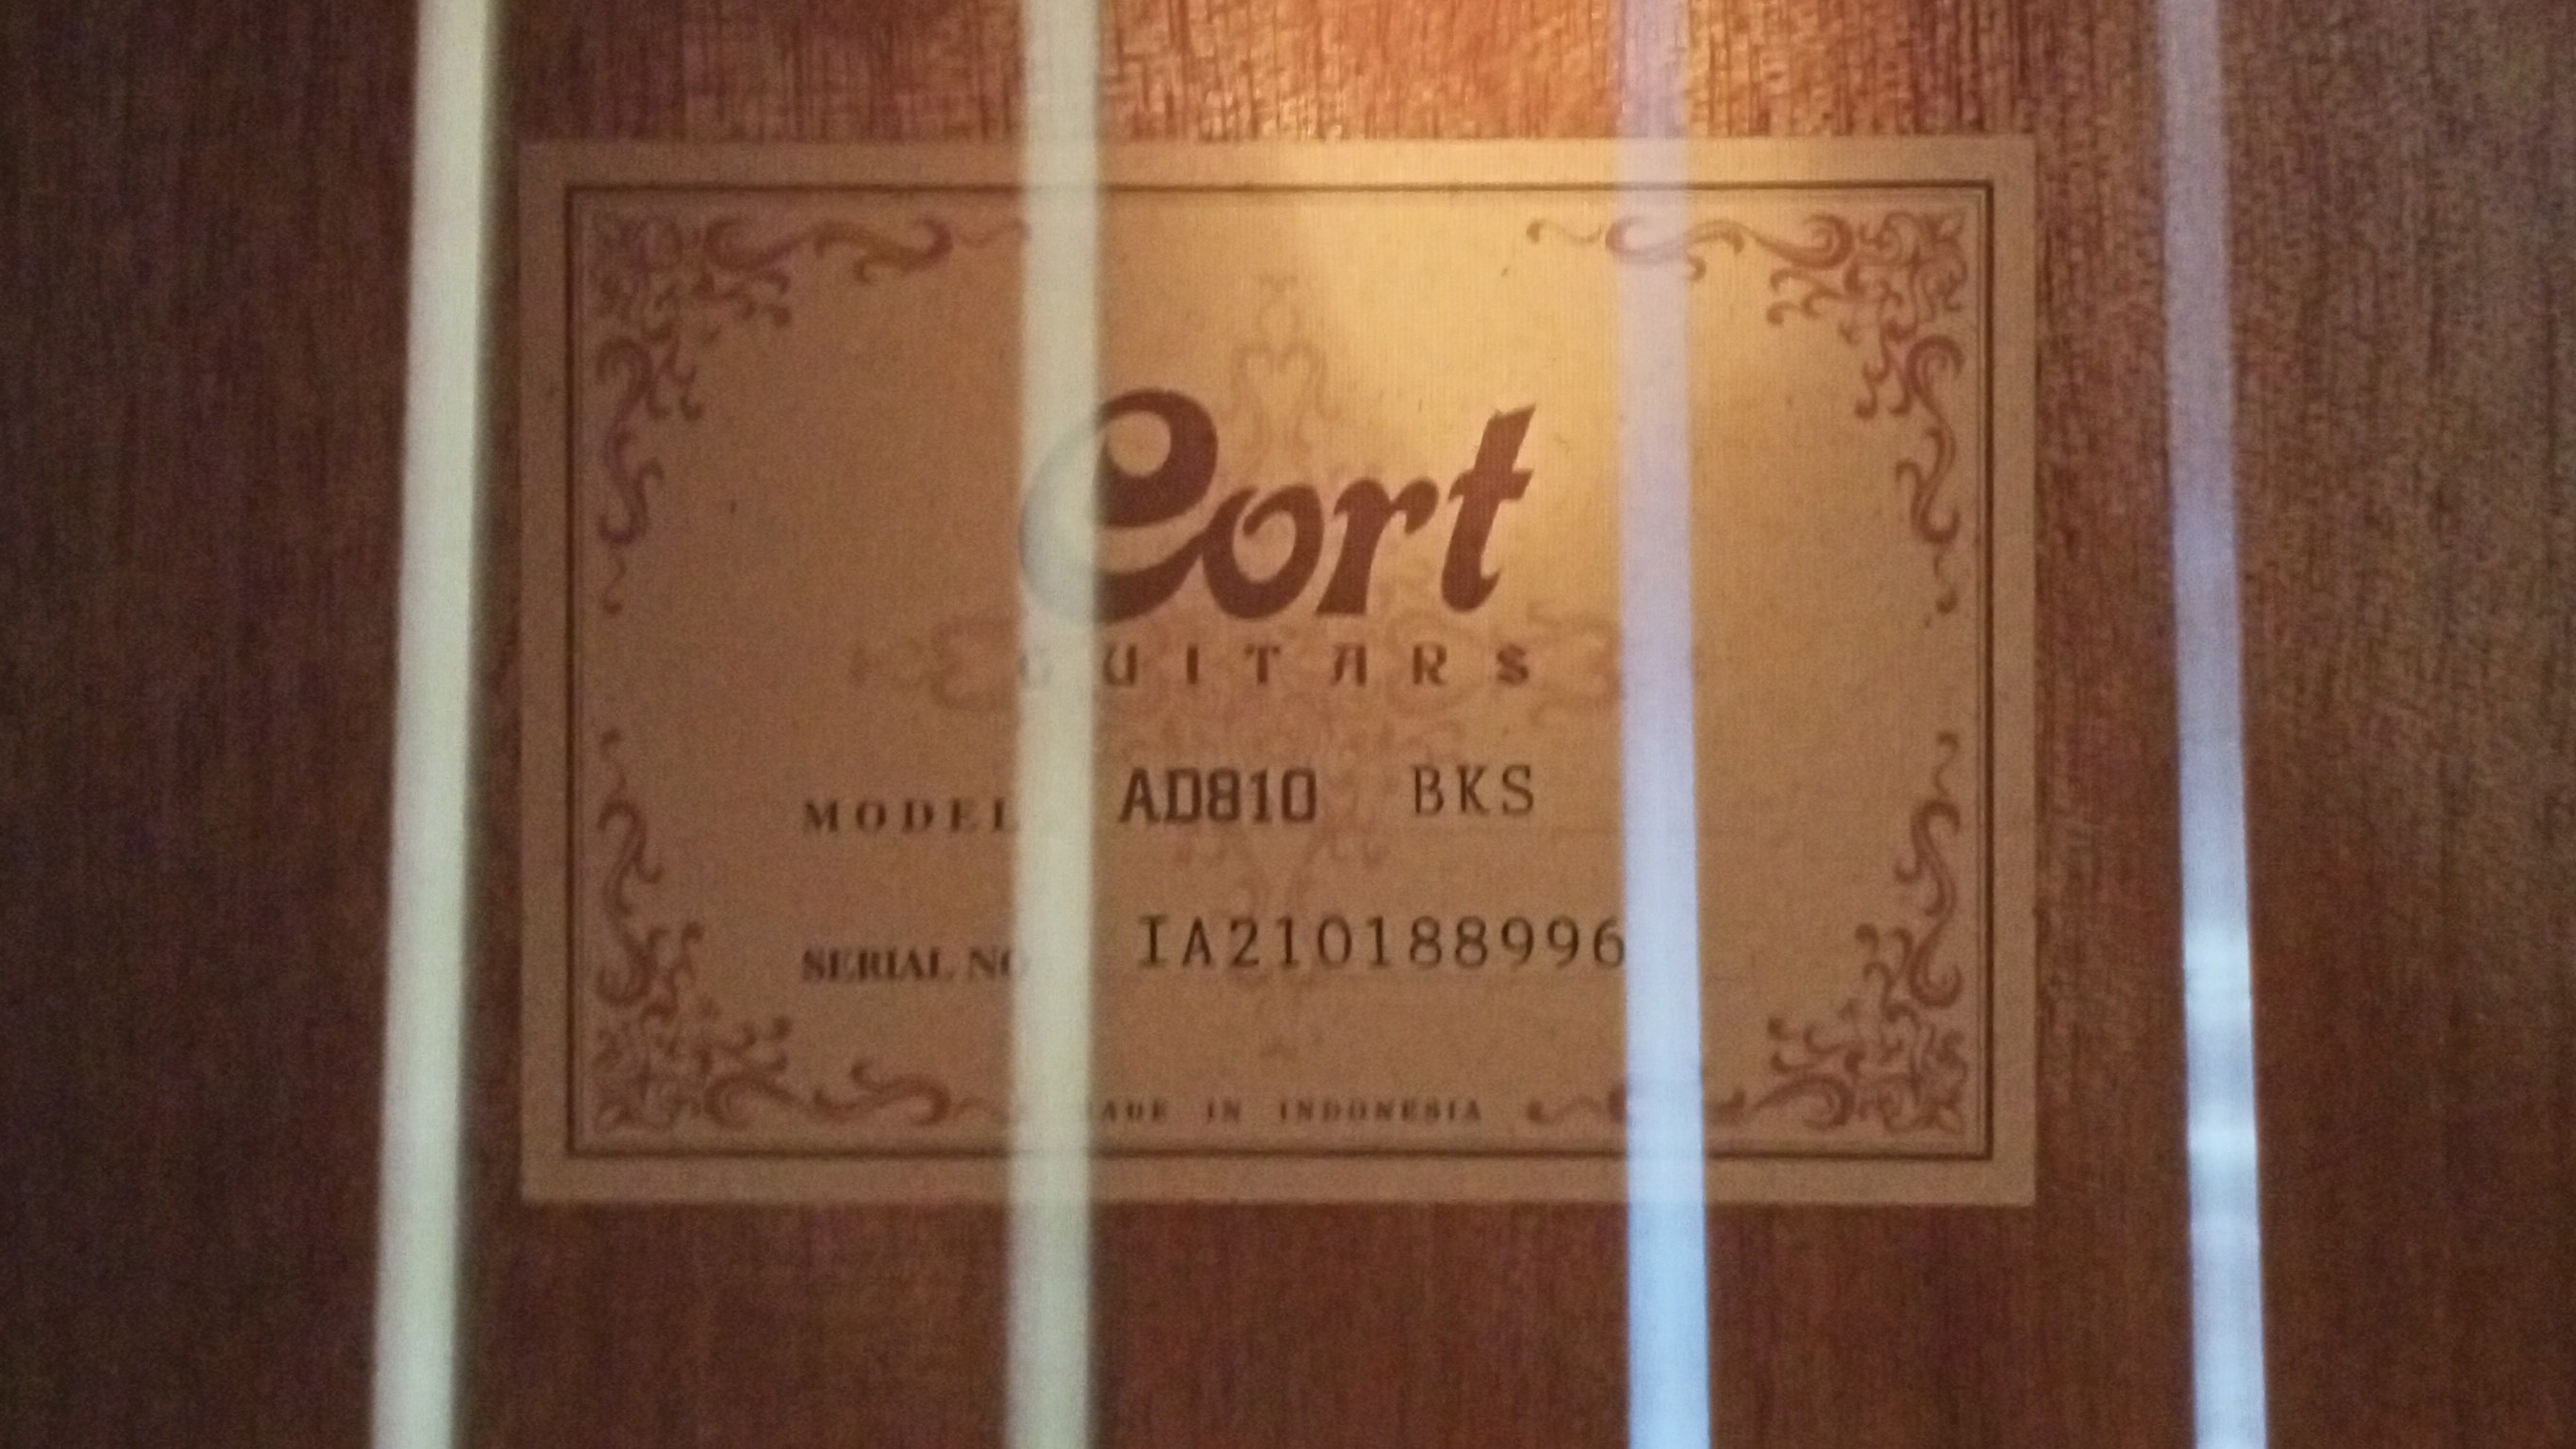 Cort
GUITARS
MODEL AD810 BKS
SERIAL NO IA210188996
MADE IN INDONESIA